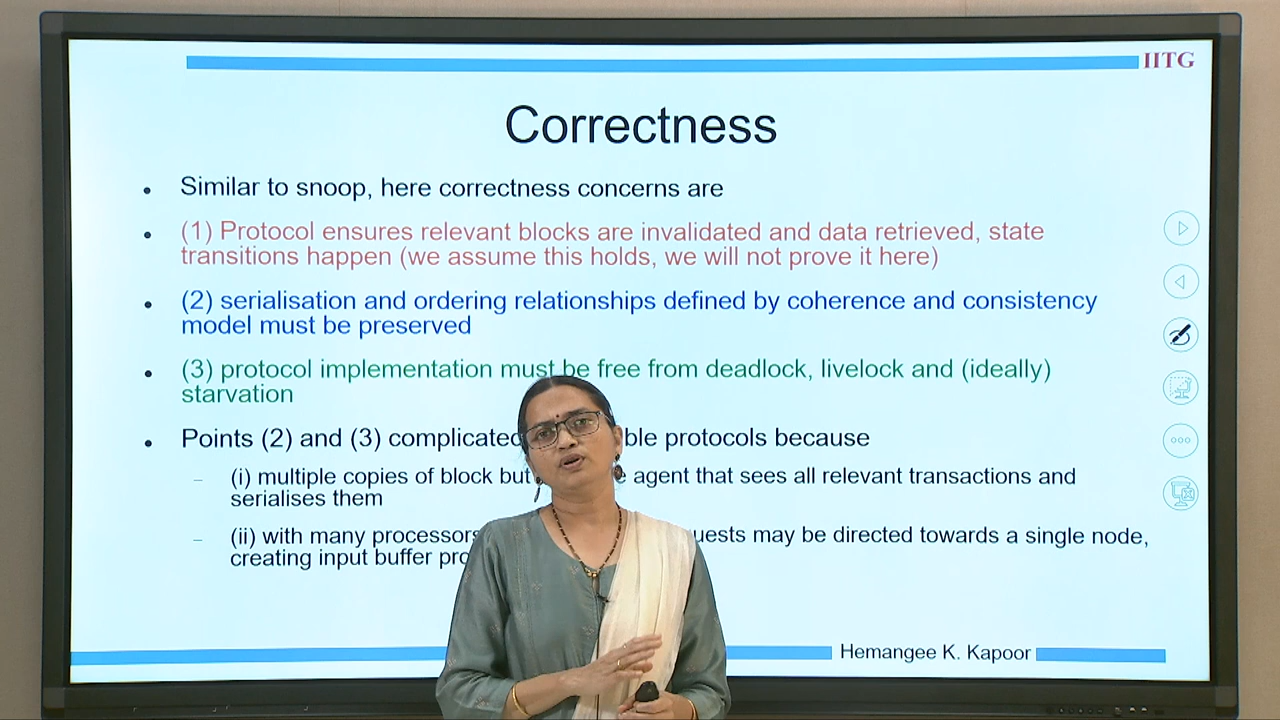 IITG
Correctness
Similar to snoop, here correctness concerns are
(1) Protocol ensures relevant blocks are invalidated and data retrieved, state
transitions happen (we assume this holds, we will not prove it here)
(2) serialisation and ordering relationships defined by coherence and consistency
model must be preserved
(3) protocol implementation must be free from deadlock, livelock and (ideally)
starvation
Points (2) and (3) complicated ble protocols because
(i) multiple copies of block but agent that sees all relevant transactions and
serialises them
(ii) with many processors may be directed towards a single node,
creating input buffer
Hemangee K. Kapoor